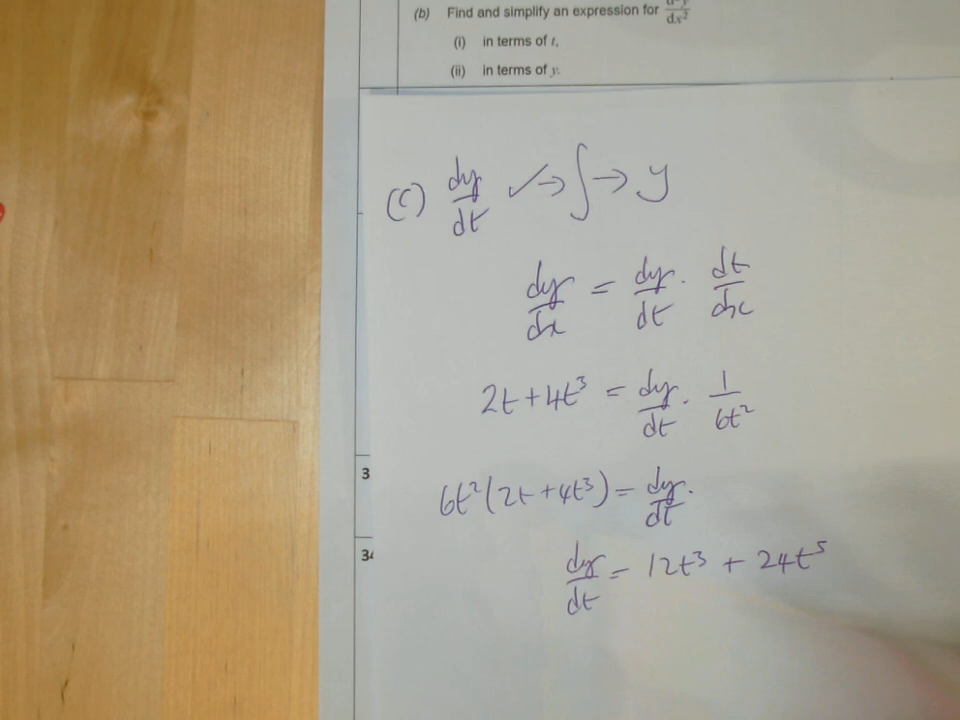 (b) Find and simplify an expression for d²y/dx²
(i) in terms of t,
(ii) in terms of y.
(c) dy/dt ✓→ ∫ → y
dy/dx = dy/dt . dt/dx
2t + 4t³ = dy/dt . 1/6t²
3
6t²(2t + 4t³) = dy/dt .
34
dy/dt = 12t³ + 24t⁵